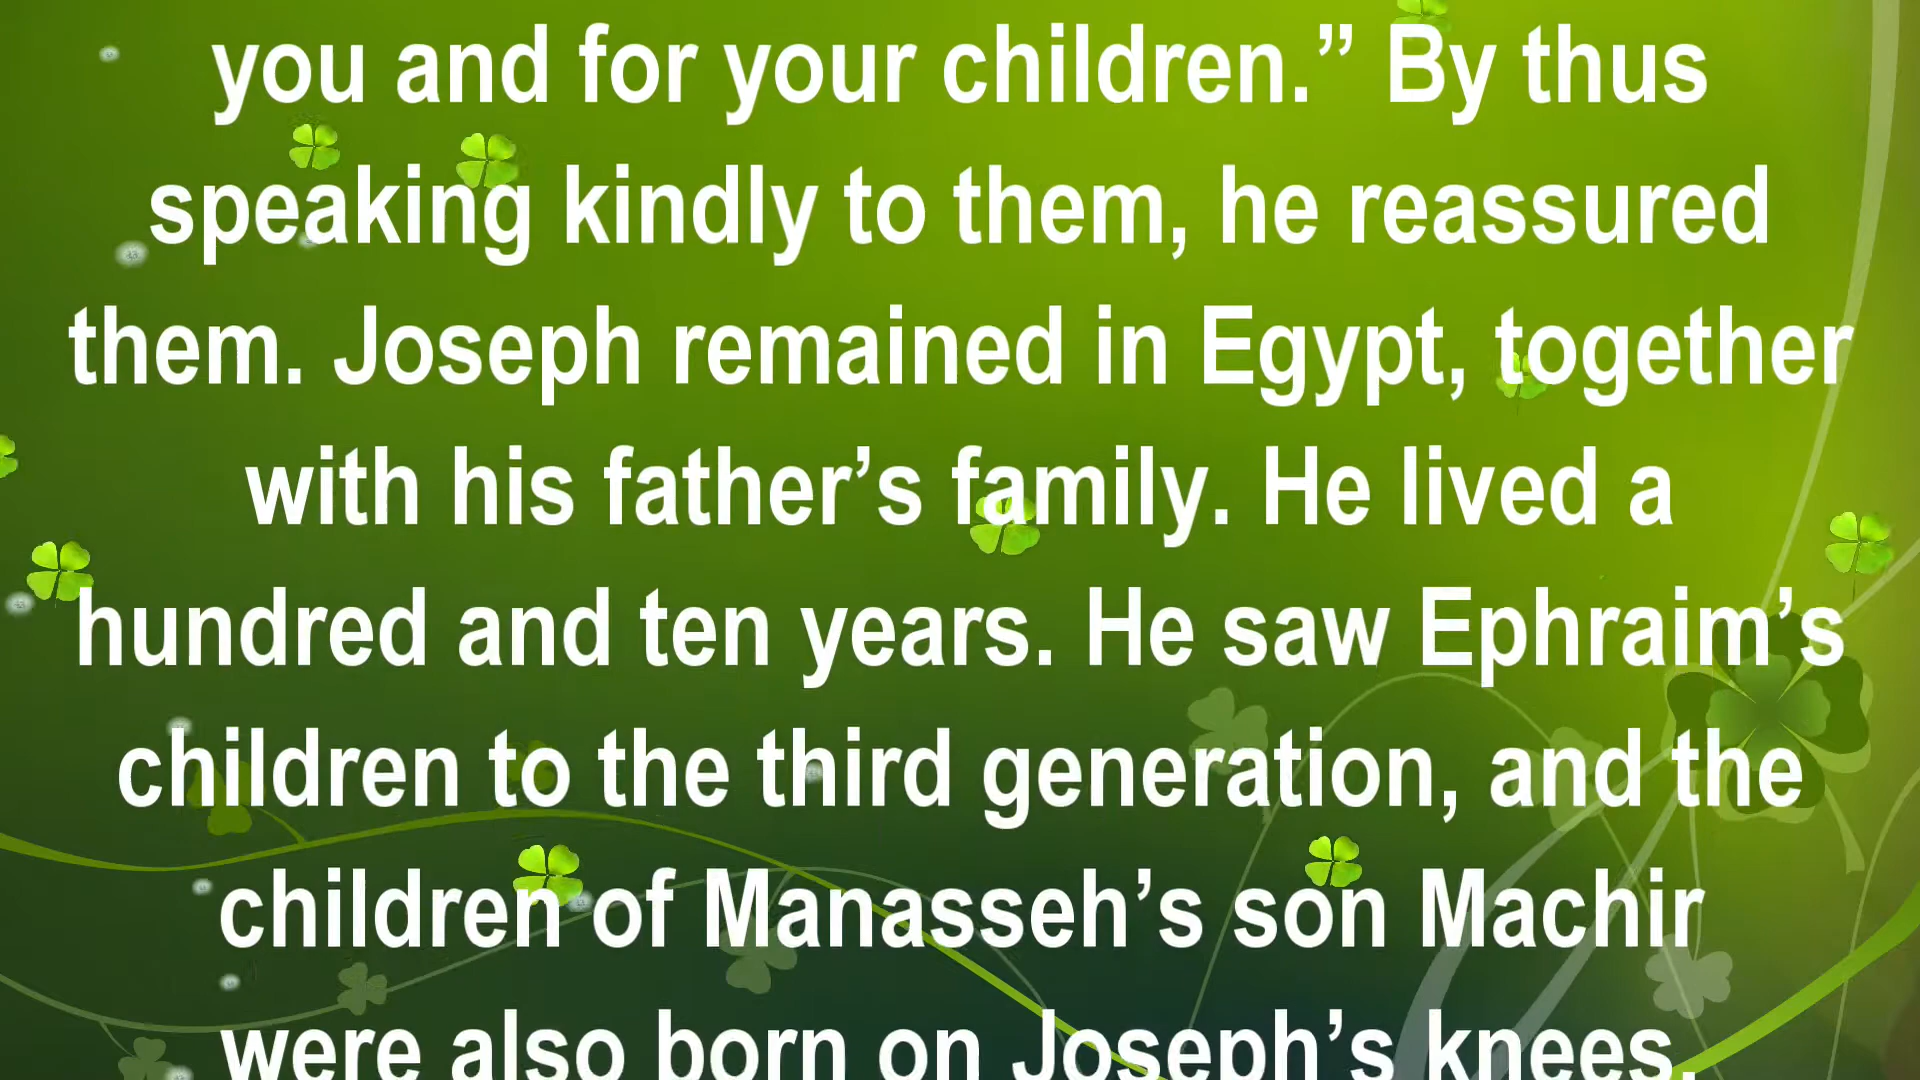 you and for your children.” By thus
speaking kindly to them, he reassured
them. Joseph remained in Egypt, together
with his father’s family. He lived a
hundred and ten years. He saw Ephraim’s
children to the third generation, and the
children of Manasseh’s son Machir
were also born on Joseph’s knees.